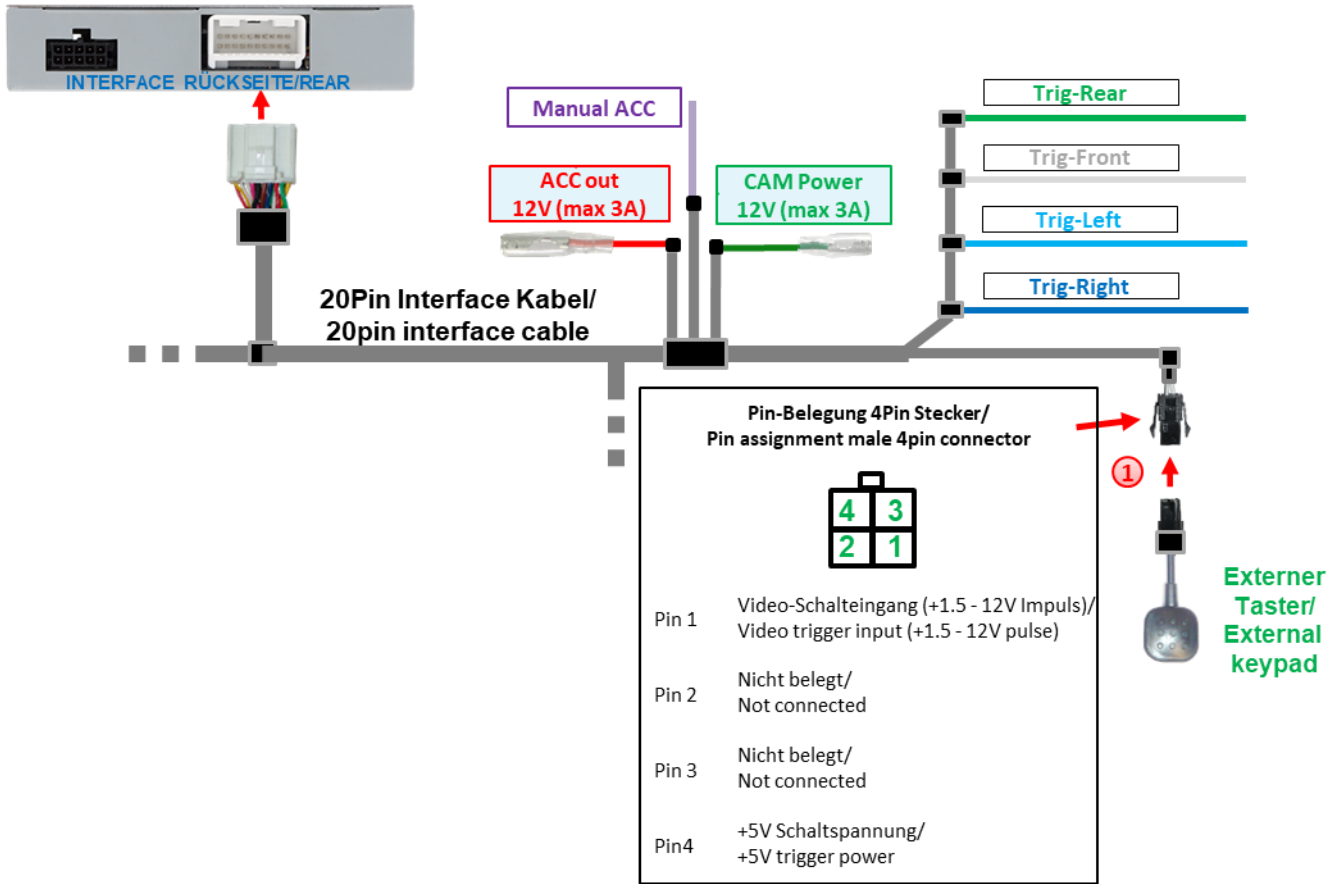 INTERFACE RÜCKSEITE/REAR
Manual ACC
ACC out
12V (max 3A)
CAM Power
12V (max 3A)
Trig-Rear
Trig-Front
Trig-Left
Trig-Right
20Pin Interface Kabel/
20pin interface cable
Pin-Belegung 4Pin Stecker/
Pin assignment male 4pin connector
4 3
2 1
Pin 1
Video-Schalteingang (+1.5 - 12V Impuls)/
Video trigger input (+1.5 - 12V pulse)
Pin 2
Nicht belegt/
Not connected
Pin 3
Nicht belegt/
Not connected
Pin4
+5V Schaltspannung/
+5V trigger power
1
Externer
Taster/
External
keypad